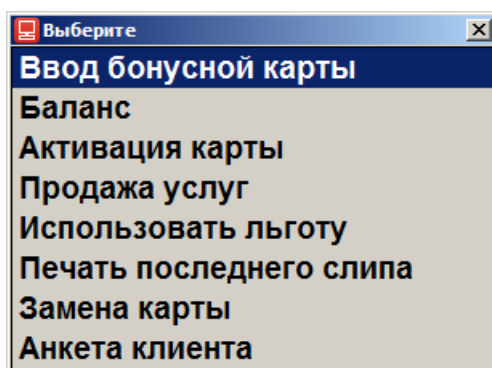 Выберите
Ввод бонусной карты
Баланс
Активация карты
Продажа услуг
Использовать льготу
Печать последнего слипа
Замена карты
Анкета клиента